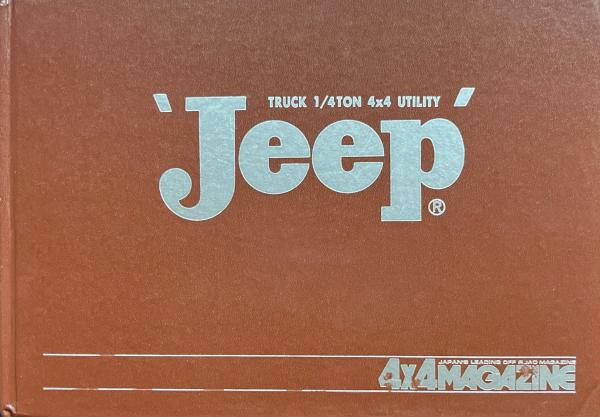 TRUCK 1/4TON 4x4 UTILITY
'Jeep'®
JAPAN'S LEADING OFF ROAD MAGAZINE
4x4MAGAZINE